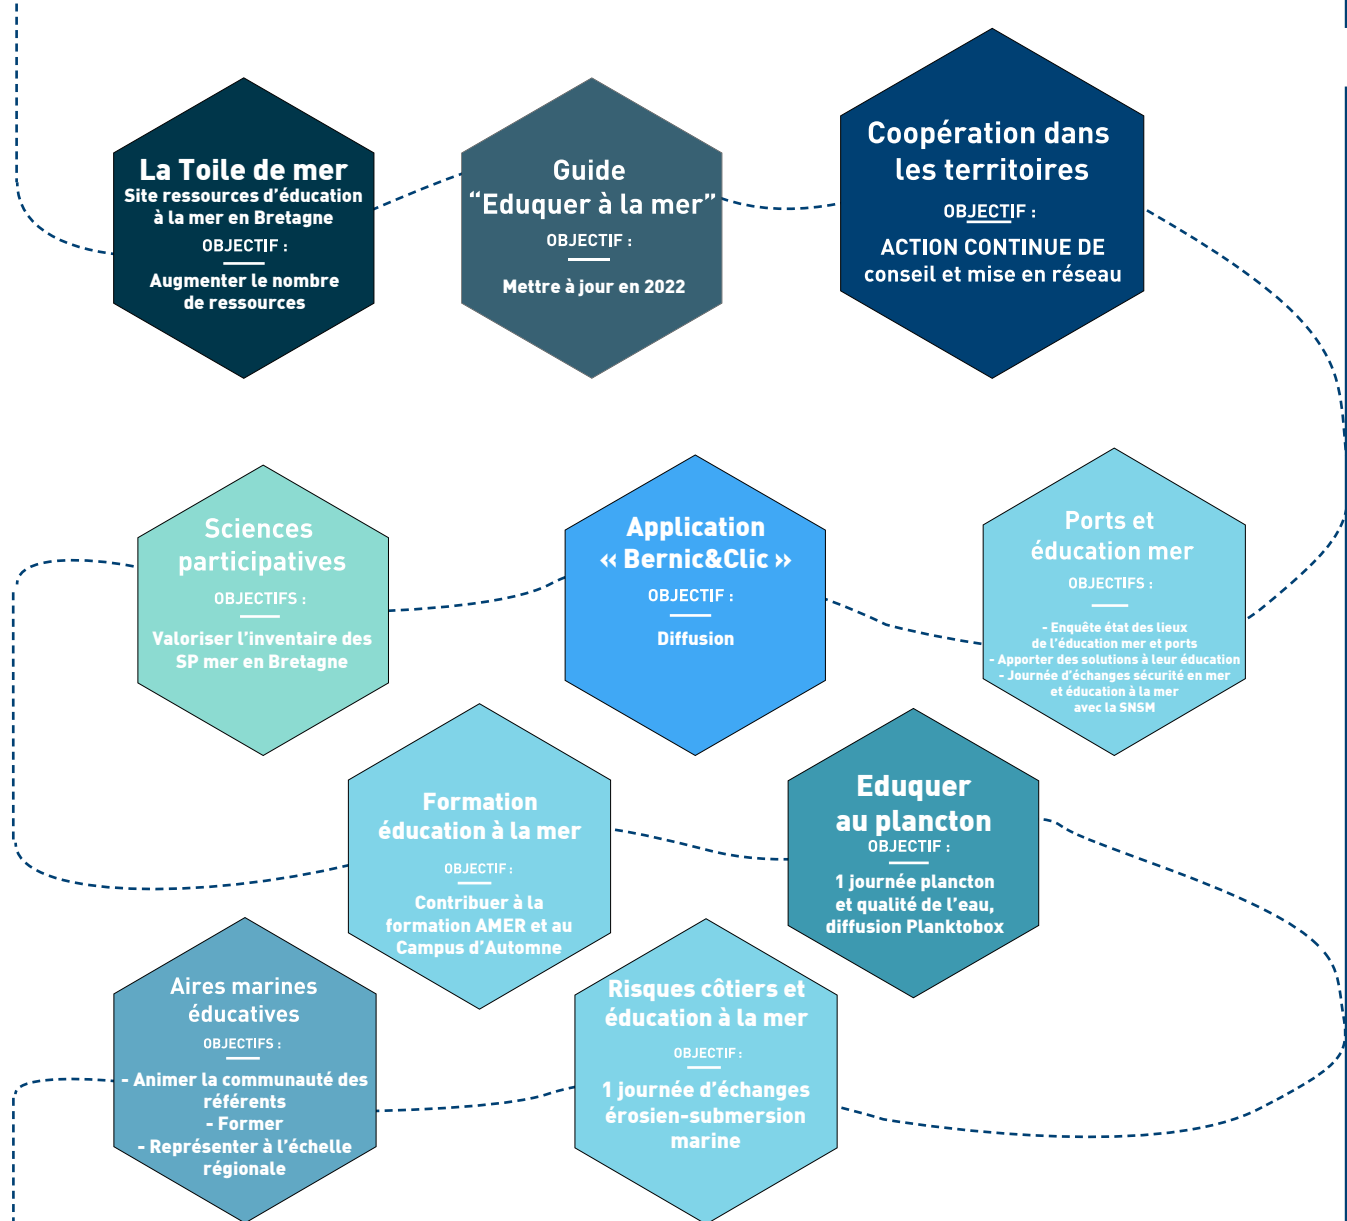 La Toile de mer
Site ressources d'éducation
à la mer en Bretagne
OBJECTIF :
Augmenter le nombre
de ressources
Guide
“Eduquer à la mer”
OBJECTIF :
Mettre à jour en 2022
Coopération dans
les territoires
OBJECTIF :
ACTION CONTINUE DE
conseil et mise en réseau
Sciences
participatives
OBJECTIFS :
Valoriser l'inventaire des
SP mer en Bretagne
Application
« Bernic&Clic »
OBJECTIF :
Diffusion
Ports et
éducation mer
OBJECTIFS :
- Enquête état des lieux
de l'éducation mer et ports
- Apporter des solutions à leur éducation
- Journée d'échanges sécurité en mer
et éducation à la mer
avec la SNSM
Formation
éducation à la mer
OBJECTIF :
Contribuer à la
formation AMER et au
Campus d'Automne
Eduquer
au plancton
OBJECTIF :
1 journée plancton
et qualité de l'eau,
diffusion Planktobox
Aires marines
éducatives
OBJECTIFS :
- Animer la communauté des
référents
- Former
- Représenter à l'échelle
régionale
Risques côtiers et
éducation à la mer
OBJECTIF :
1 journée d'échanges
érosien-submersion
marine